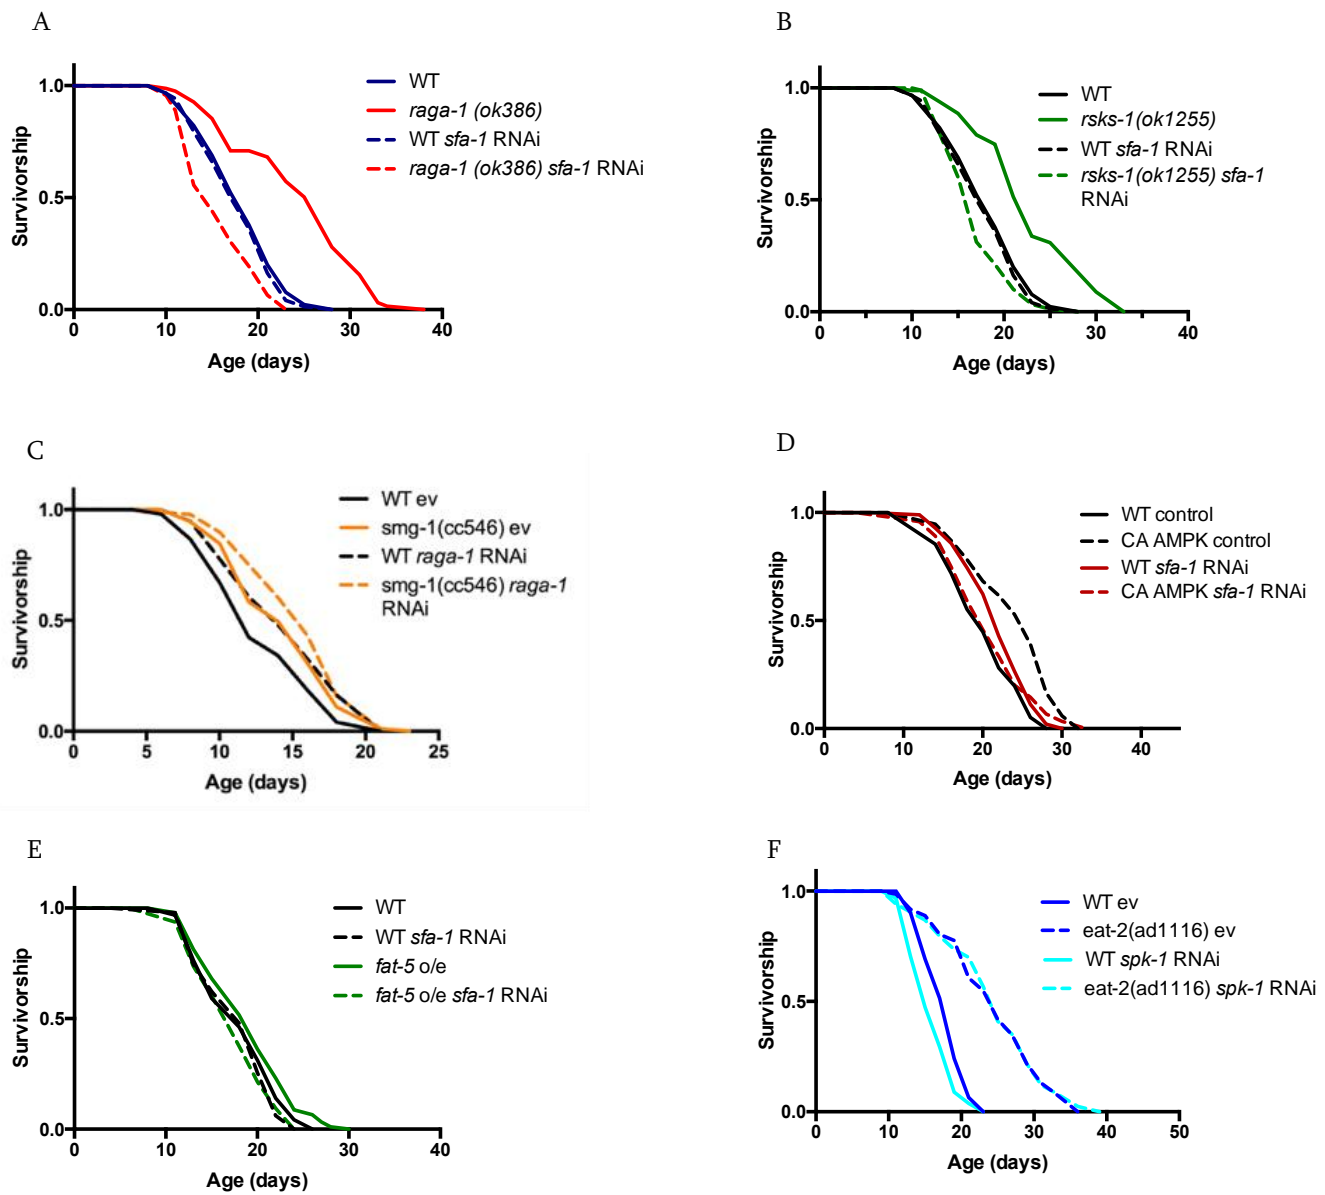 A
Survivorship
1.0
0.5
0.0
0 10 20 30 40
Age (days)
WT
raga-1 (ok386)
WT sfa-1 RNAi
raga-1 (ok386) sfa-1 RNAi
B
Survivorship
1.0
0.5
0.0
0 10 20 30 40
Age (days)
WT
rsks-1(ok1255)
WT sfa-1 RNAi
rsks-1(ok1255) sfa-1
RNAi
C
Survivorship
1.0
0.5
0.0
0 5 10 15 20 25
Age (days)
WT ev
smg-1(cc546) ev
WT raga-1 RNAi
smg-1(cc546) raga-1
RNAi
D
Survivorship
1.0
0.5
0.0
0 10 20 30 40
Age (days)
WT control
CA AMPK control
WT sfa-1 RNAi
CA AMPK sfa-1 RNAi
E
Survivorship
1.0
0.5
0.0
0 10 20 30 40
Age (days)
WT
WT sfa-1 RNAi
fat-5 o/e
fat-5 o/e sfa-1 RNAi
F
Survivorship
1.0
0.5
0.0
0 10 20 30 40 50
Age (days)
WT ev
eat-2(ad1116) ev
WT spk-1 RNAi
eat-2(ad1116) spk-1 RNAi